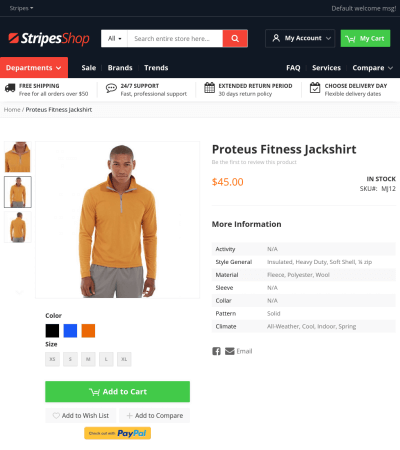 Stripes
Default welcome msg!
StripesShop
All
Search entire store here...
My Account
My Cart
Departments
Sale
Brands
Trends
FAQ
Services
Compare
FREE SHIPPING
Free for all orders over $50
24/7 SUPPORT
Fast, professional support
EXTENDED RETURN PERIOD
30 days return policy
CHOOSE DELIVERY DAY
Flexible delivery dates
Home / Proteus Fitness Jackshirt
Proteus Fitness Jackshirt
Be the first to review this product
$45.00
IN STOCK
SKU#: MJ12
More Information
Activity N/A
Style General Insulated, Heavy Duty, Soft Shell, ¼ zip
Material Fleece, Polyester, Wool
Sleeve N/A
Collar N/A
Pattern Solid
Climate All-Weather, Cool, Indoor, Spring
Email
Color
Size
XS S M L XL
Add to Cart
Add to Wish List
Add to Compare
Check out with PayPal